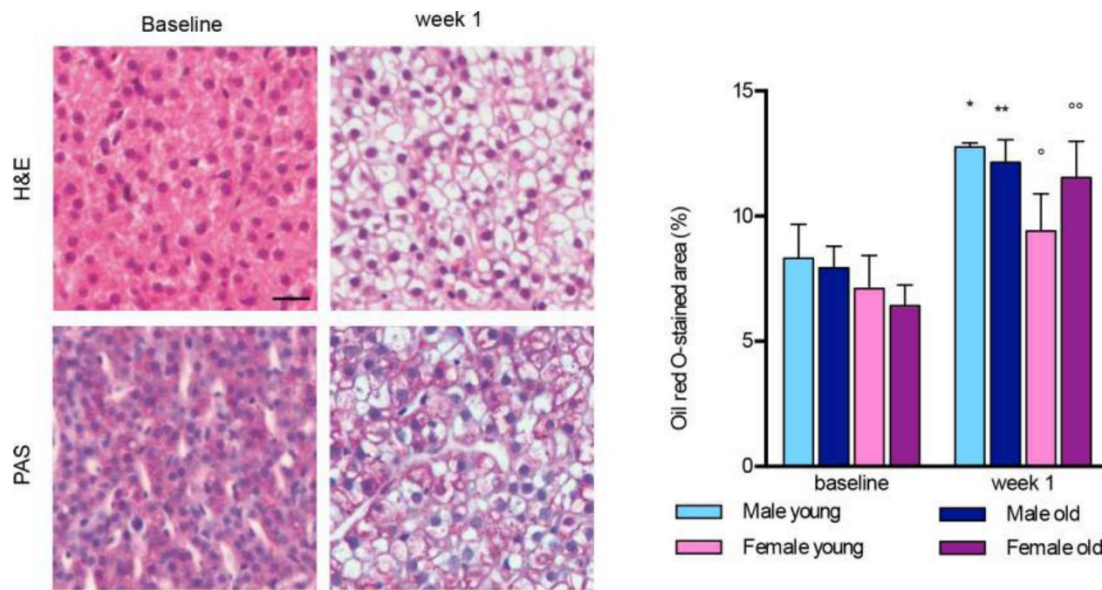 Baseline
week 1
H&E
PAS
Oil red O-stained area (%)
15
* ** ° °°
10
5
0
baseline week 1
Male young Male old
Female young Female old